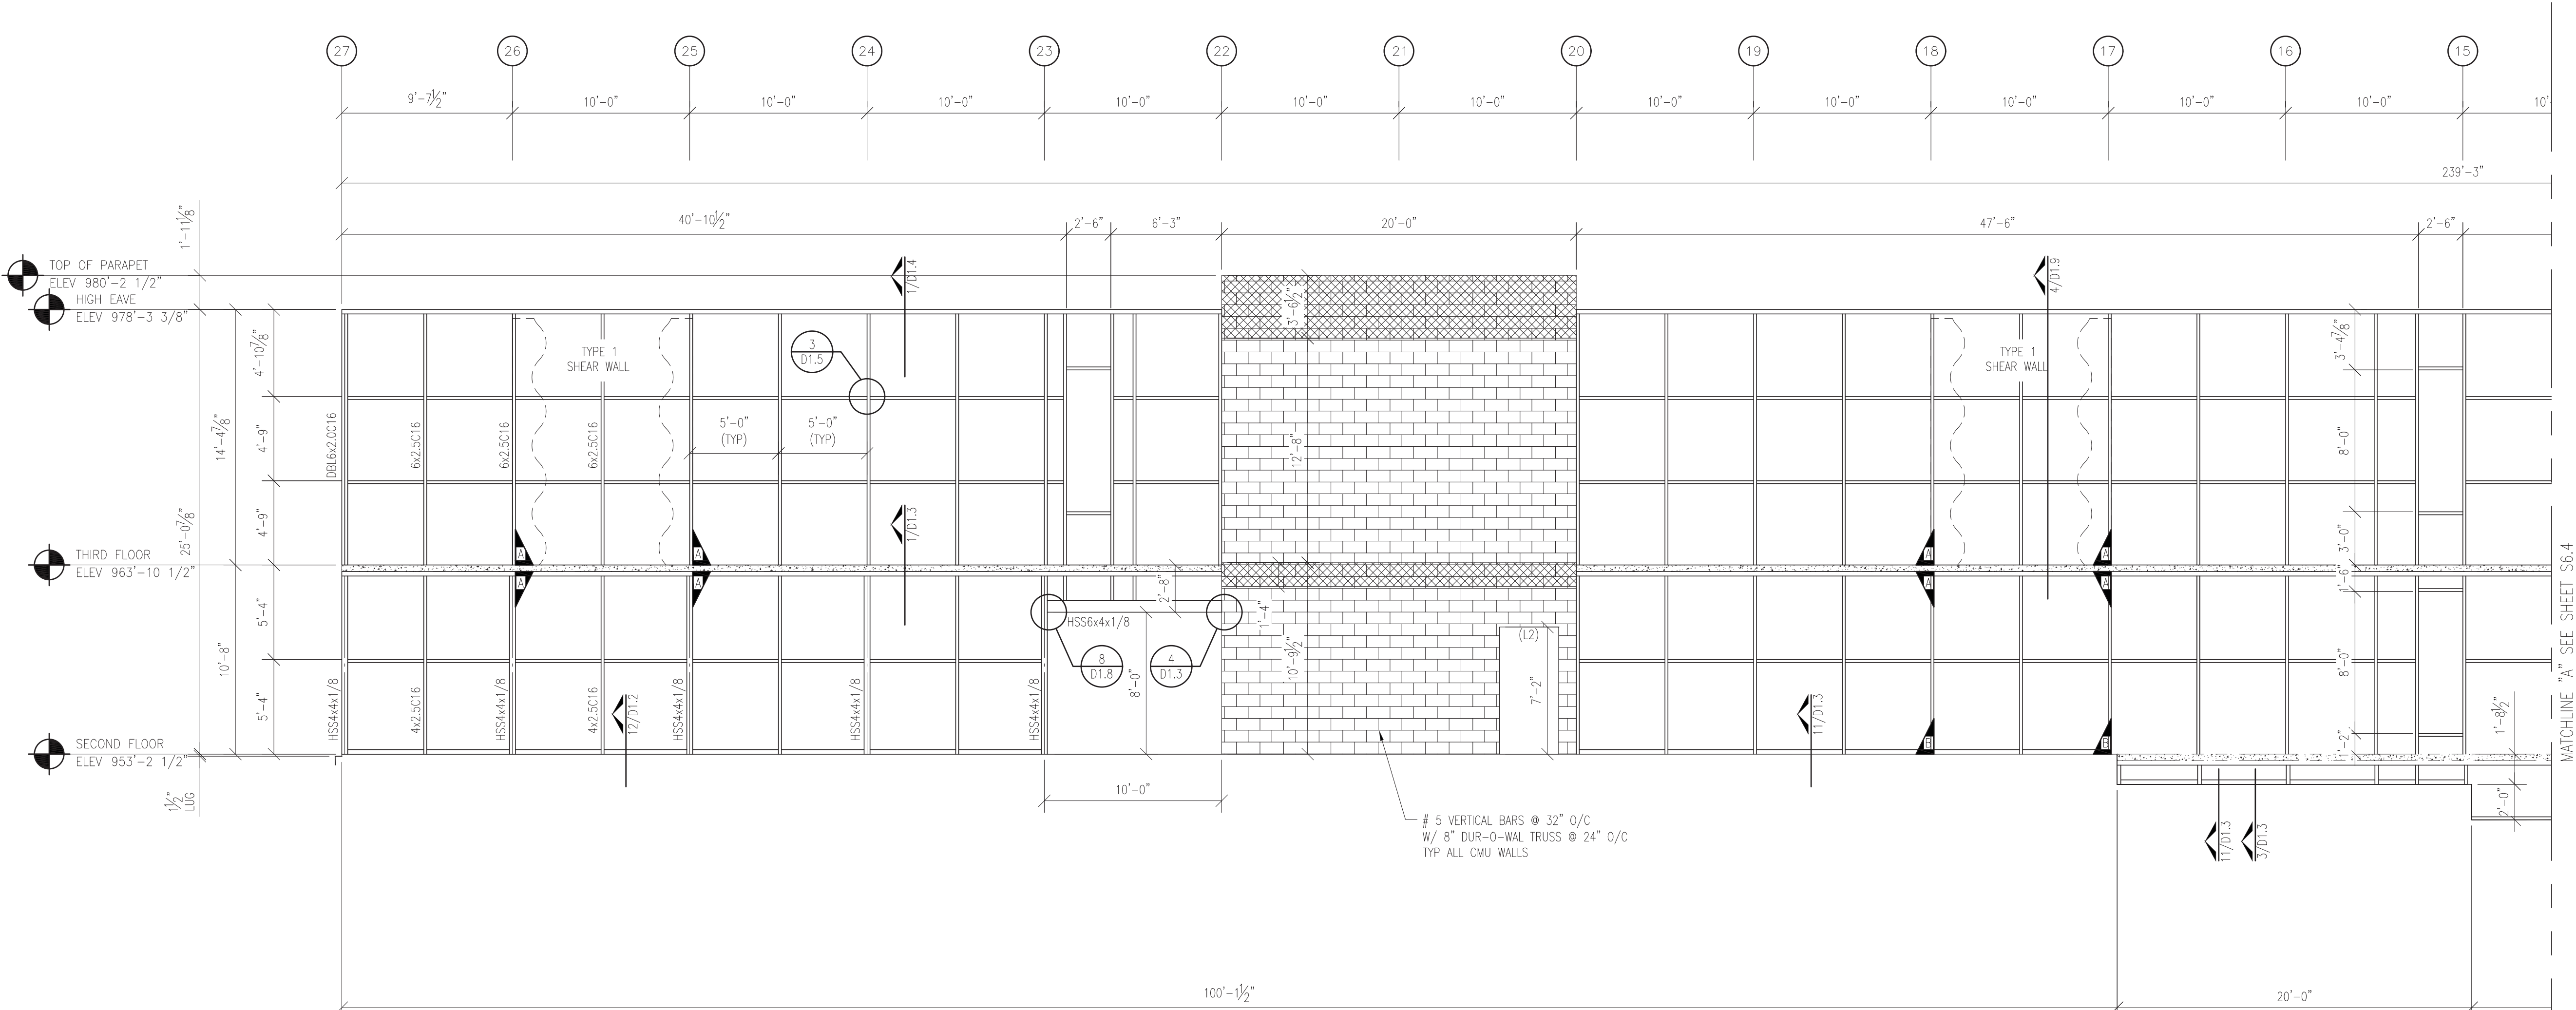 27
26
25
24
23
22
21
20
19
18
17
16
15
9'-7½"
10'-0"
10'-0"
10'-0"
10'-0"
10'-0"
10'-0"
10'-0"
10'-0"
10'-0"
10'-0"
10'-0"
10'-
239'-3"
40'-10½"
2'-6"
6'-3"
20'-0"
47'-6"
2'-6"
1'-11⅛"
TOP OF PARAPET
ELEV 980'-2 1/2"
HIGH EAVE
ELEV 978'-3 3/8"
THIRD FLOOR
ELEV 963'-10 1/2"
SECOND FLOOR
ELEV 953'-2 1/2"
25'-0⅞"
14'-4⅞"
10'-8"
4'-10⅞"
4'-9"
4'-9"
5'-4"
5'-4"
1½"
LUG
DBL6x2.0C16
6x2.5C16
6x2.5C16
6x2.5C16
TYPE 1
SHEAR WALL
5'-0"
(TYP)
5'-0"
(TYP)
3
D1.5
1/D1.4
1/D1.3
A
A
A
A
HSS4x4x1/8
4x2.5C16
HSS4x4x1/8
4x2.5C16
12/D1.2
HSS4x4x1/8
HSS4x4x1/8
HSS4x4x1/8
HSS6x4x1/8
2'-8"
8
D1.8
4
D1.3
8'-0"
10'-0"
3'-6½"
12'-8"
1'-4"
10'-9½"
(L2)
7'-2"
# 5 VERTICAL BARS @ 32" O/C
W/ 8" DUR-O-WAL TRUSS @ 24" O/C
TYP ALL CMU WALLS
TYPE 1
SHEAR WALL
4/D1.9
A
A
A
A
B
B
11/D1.3
3'-4⅞"
8'-0"
3'-0"
1'-6"
8'-0"
1'-2"
1'-8½"
2'-0"
11/D1.3
3/D1.3
MATCHLINE "A" SEE SHEET S6.4
100'-1½"
20'-0"